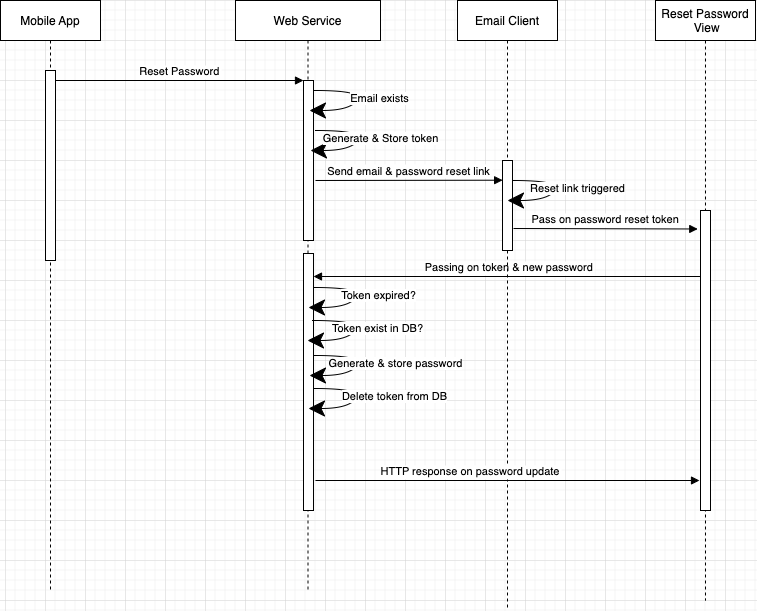 Mobile App
Web Service
Email Client
Reset Password
View
Reset Password
Email exists
Generate & Store token
Send email & password reset link
Reset link triggered
Pass on password reset token
Passing on token & new password
Token expired?
Token exist in DB?
Generate & store password
Delete token from DB
HTTP response on password update